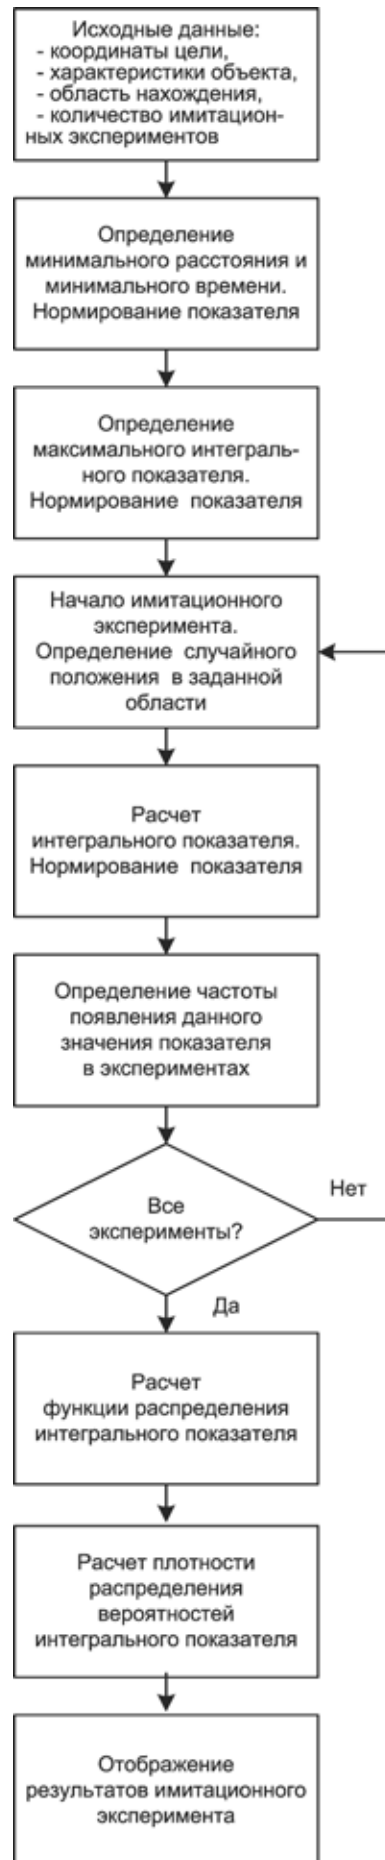 Исходные данные:
- координаты цели,
- характеристики объекта,
- область нахождения,
- количество имитацион-
ных экспериментов
Определение
минимального расстояния и
минимального времени.
Нормирование показателя
Определение
максимального интеграль-
ного показателя.
Нормирование показателя
Начало имитационного
эксперимента.
Определение случайного
положения в заданной
области
Расчет
интегрального показателя.
Нормирование показателя
Определение частоты
появления данного
значения показателя
в экспериментах
Все
эксперименты?
Нет
Да
Расчет
функции распределения
интегрального показателя
Расчет плотности
распределения
вероятностей
интегрального показателя
Отображение
результатов имитационного
эксперимента